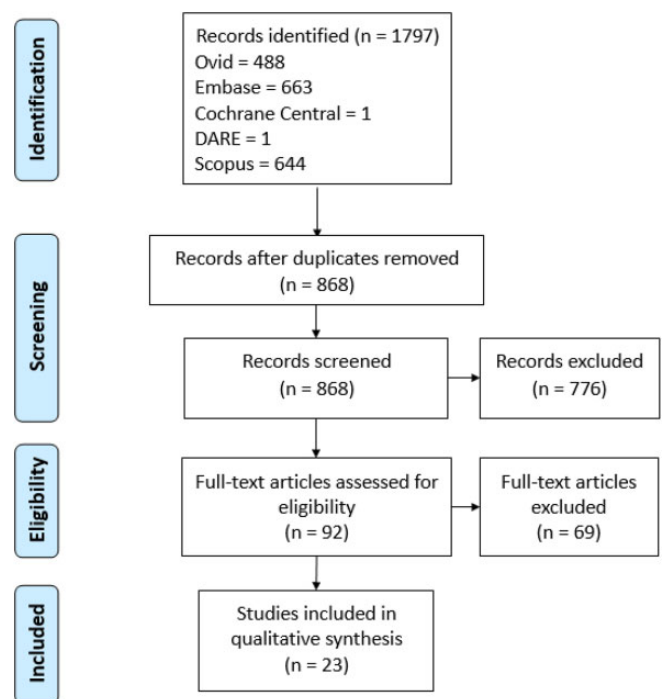 Identification
Records identified (n = 1797)
Ovid = 488
Embase = 663
Cochrane Central = 1
DARE = 1
Scopus = 644
Screening
Records after duplicates removed
(n = 868)
Records screened
(n = 868)
Records excluded
(n = 776)
Eligibility
Full-text articles assessed for
eligibility
(n = 92)
Full-text articles
excluded
(n = 69)
Included
Studies included in
qualitative synthesis
(n = 23)